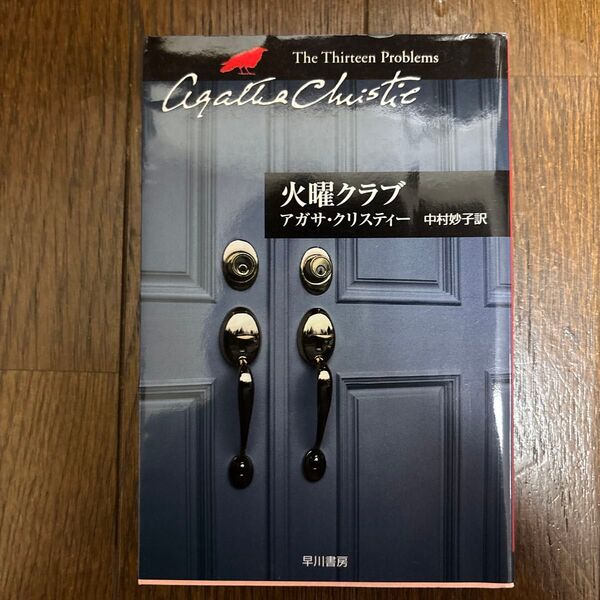 The Thirteen Problems
Agatha Christie
火曜クラブ
アガサ・クリスティー 中村妙子訳
早川書房